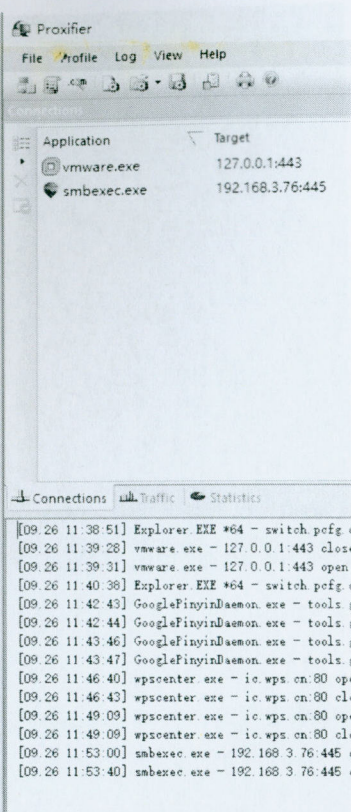 Proxifier
File Profile Log View Help
Connections
Application Target
vmware.exe 127.0.0.1:443
smbexec.exe 192.168.3.76:445
Connections Traffic Statistics
[09.26 11:38:51] Explorer.EXE *64 - switch.pcfg.
[09.26 11:39:28] vmware.exe - 127.0.0.1:443 close
[09.26 11:39:31] vmware.exe - 127.0.0.1:443 open
[09.26 11:40:38] Explorer.EXE *64 - switch.pcfg.
[09.26 11:42:43] GooglePinyinDaemon.exe - tools.
[09.26 11:42:44] GooglePinyinDaemon.exe - tools.
[09.26 11:43:46] GooglePinyinDaemon.exe - tools.
[09.26 11:43:47] GooglePinyinDaemon.exe - tools.
[09.26 11:46:40] wpscenter.exe - ic.wps.cn:80 ope
[09.26 11:46:43] wpscenter.exe - ic.wps.cn:80 clo
[09.26 11:49:09] wpscenter.exe - ic.wps.cn:80 ope
[09.26 11:49:09] wpscenter.exe - ic.wps.cn:80 clo
[09.26 11:53:00] smbexec.exe - 192.168.3.76:445
[09.26 11:53:40] smbexec.exe - 192.168.3.76:445